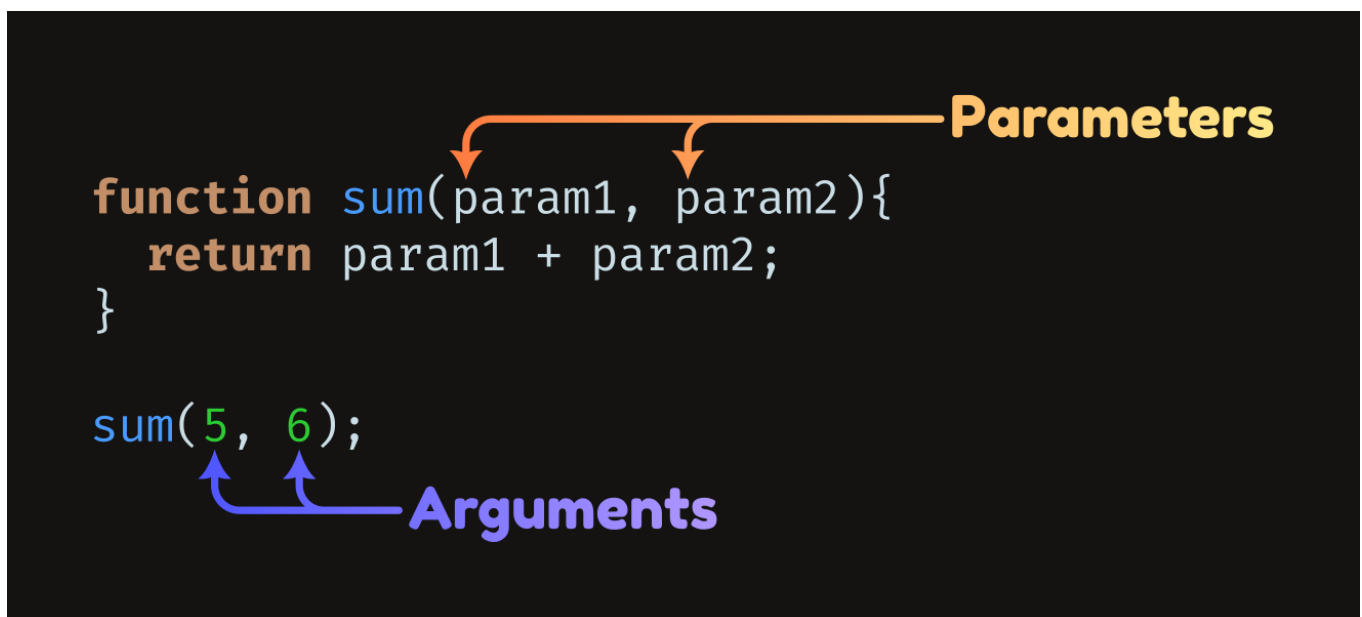 Parameters
function sum(param1, param2){
  return param1 + param2;
}
sum(5, 6);
Arguments